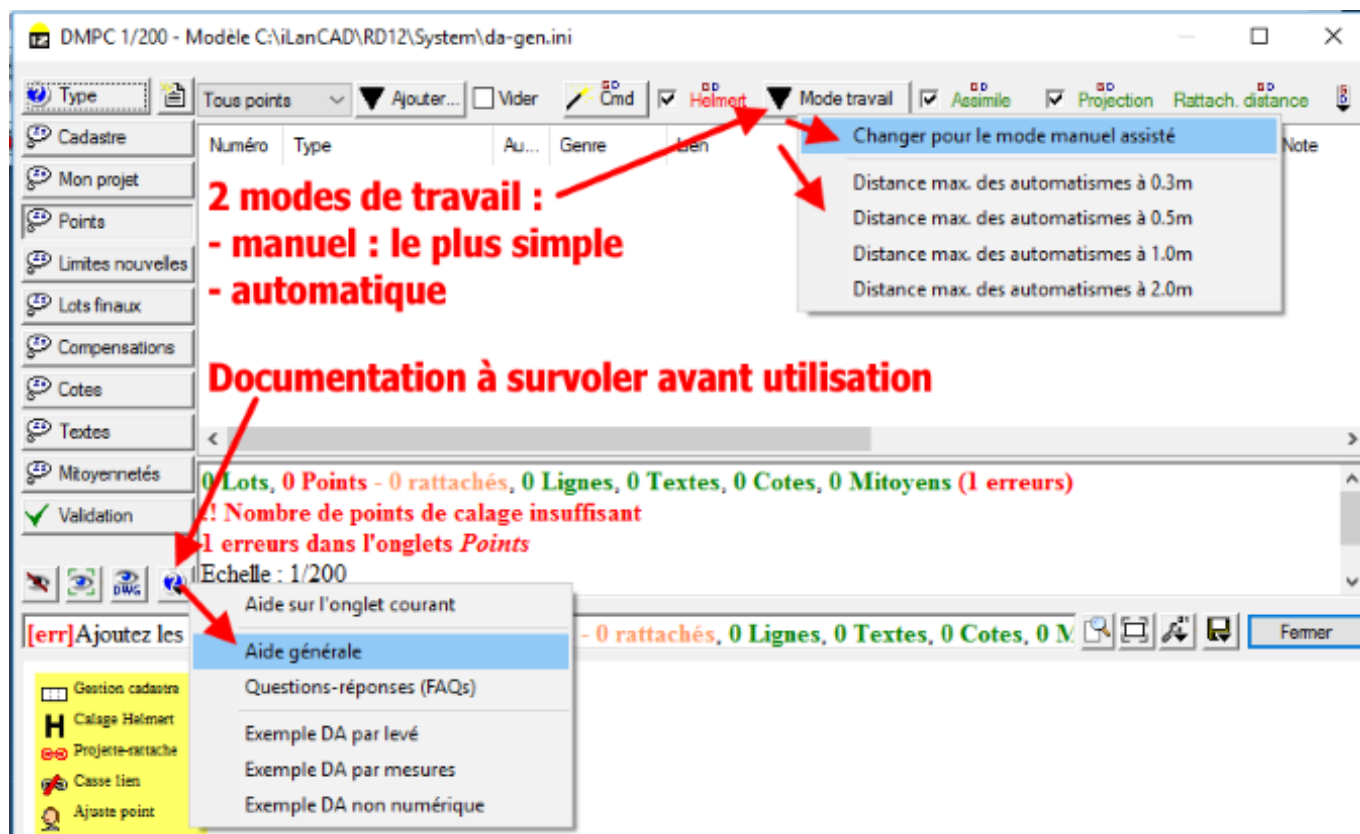 DMPC 1/200 - Modèle C:\iLanCAD\RD12\System\da-gen.ini
Type
Tous points
Ajouter...
Vider
Cmd
Helmert
Mode travail
Assimile
Projection
Rattach. distance
Changer pour le mode manuel assisté
Distance max. des automatismes à 0.3m
Distance max. des automatismes à 0.5m
Distance max. des automatismes à 1.0m
Distance max. des automatismes à 2.0m
Numéro Type Au... Genre Lien Note
Cadastre
Mon projet
Points
Limites nouvelles
Lots finaux
Compensations
Cotes
Textes
Mitoyennetés
Validation
2 modes de travail :
- manuel : le plus simple
- automatique
Documentation à survoler avant utilisation
0 Lots, 0 Points - 0 rattachés, 0 Lignes, 0 Textes, 0 Cotes, 0 Mitoyens (1 erreurs)
!! Nombre de points de calage insuffisant
1 erreurs dans l'onglets Points
Echelle : 1/200
DWG
[err]Ajoutez les
- 0 rattachés, 0 Lignes, 0 Textes, 0 Cotes, 0 M
Fermer
Aide sur l'onglet courant
Aide générale
Questions-réponses (FAQs)
Exemple DA par levé
Exemple DA par mesures
Exemple DA non numérique
Gestion cadastre
H Calage Helmert
Projette-rattache
Casse lien
Ajuste point